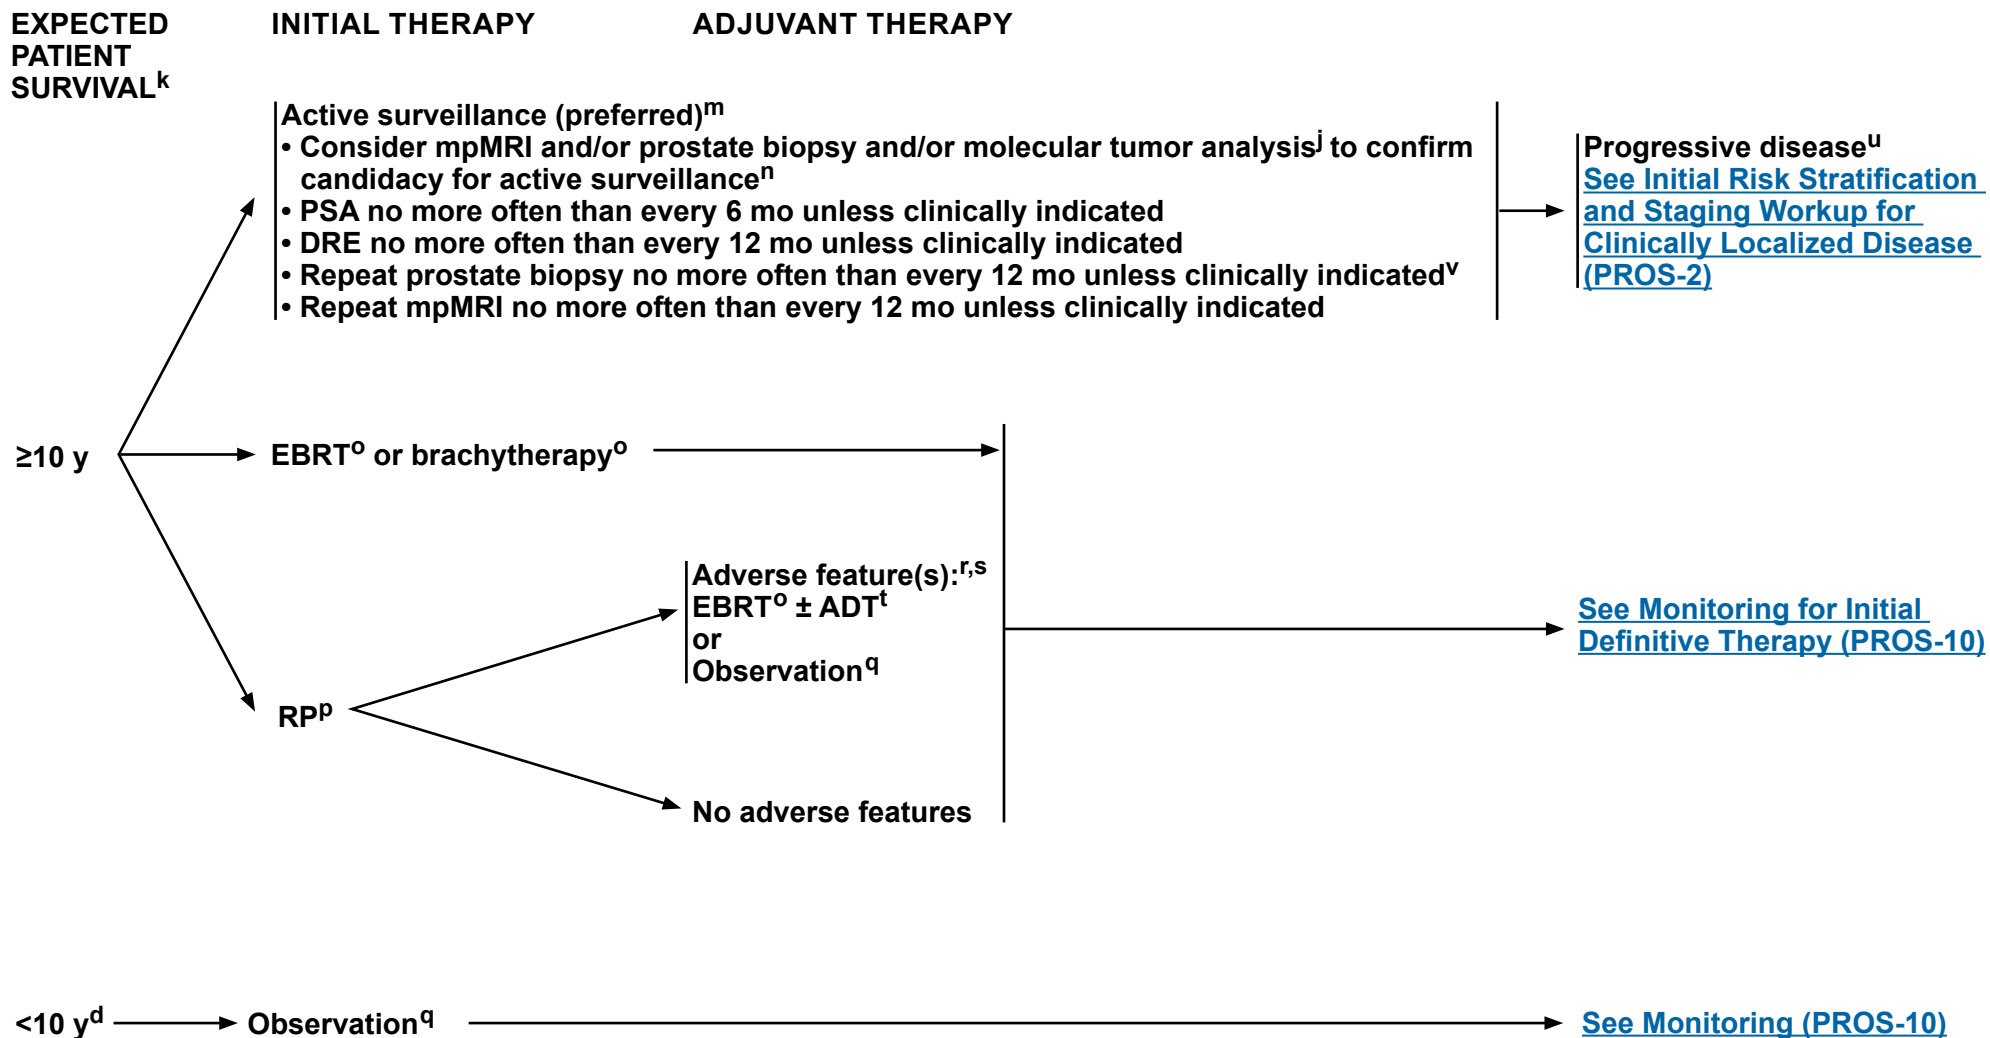 EXPECTED PATIENT SURVIVALᵏ
INITIAL THERAPY
ADJUVANT THERAPY
Active surveillance (preferred)ᵐ
• Consider mpMRI and/or prostate biopsy and/or molecular tumor analysisʲ to confirm
candidacy for active surveillanceⁿ
• PSA no more often than every 6 mo unless clinically indicated
• DRE no more often than every 12 mo unless clinically indicated
• Repeat prostate biopsy no more often than every 12 mo unless clinically indicatedᵛ
• Repeat mpMRI no more often than every 12 mo unless clinically indicated
Progressive diseaseᵘ
See Initial Risk Stratification
and Staging Workup for
Clinically Localized Disease
(PROS-2)
≥10 y
EBRTᵒ or brachytherapyᵒ
Adverse feature(s):ʳ,ˢ
EBRTᵒ ± ADTᵗ
or
Observation^q
See Monitoring for Initial
Definitive Therapy (PROS-10)
RPᵖ
No adverse features
<10 yᵈ
Observation^q
See Monitoring (PROS-10)